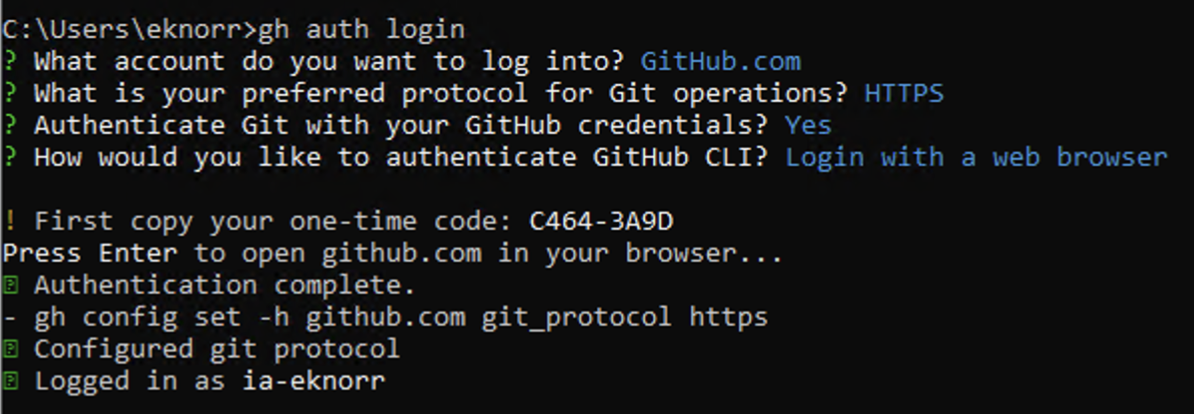 C:\Users\eknorr>gh auth login
? What account do you want to log into? GitHub.com
? What is your preferred protocol for Git operations? HTTPS
? Authenticate Git with your GitHub credentials? Yes
? How would you like to authenticate GitHub CLI? Login with a web browser
! First copy your one-time code: C464-3A9D
Press Enter to open github.com in your browser...
⍰ Authentication complete.
- gh config set -h github.com git_protocol https
⍰ Configured git protocol
⍰ Logged in as ia-eknorr